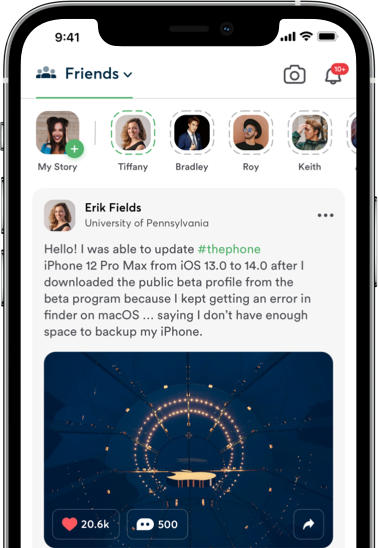 9:41
Friends
10+
My Story
Tiffany
Bradley
Roy
Keith
Erik Fields
University of Pennsylvania
Hello! I was able to update #thephone
iPhone 12 Pro Max from iOS 13.0 to 14.0 after I
downloaded the public beta profile from the
beta program because I kept getting an error in
finder on macOS ... saying I don't have enough
space to backup my iPhone.
20.6k
500